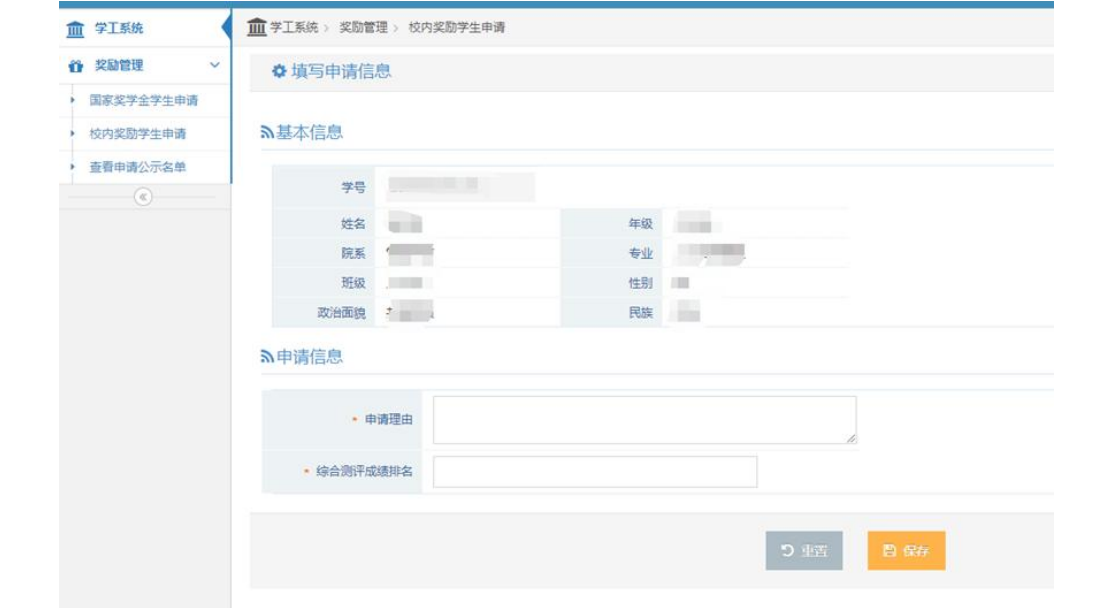 学工系统
奖励管理
国家奖学金学生申请
校内奖励学生申请
查看申请公示名单
学工系统 > 奖励管理 > 校内奖励学生申请
填写申请信息
基本信息
学号
姓名 年级
院系 专业
班级 性别
政治面貌 民族
申请信息
* 申请理由
* 综合测评成绩排名
重置 保存